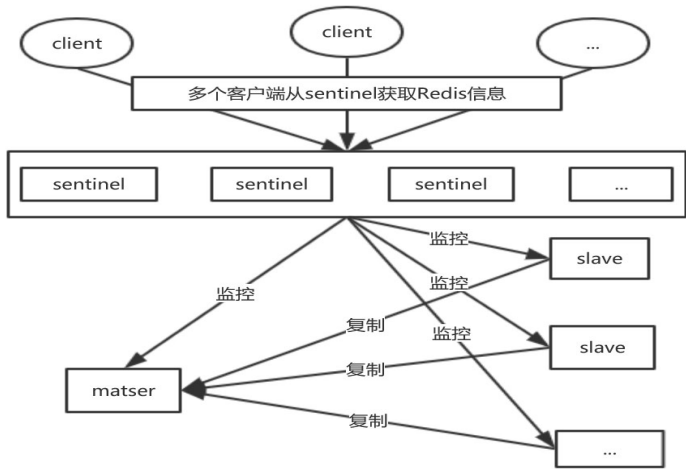 client
client
...
多个客户端从sentinel获取Redis信息
sentinel
sentinel
sentinel
...
监控
slave
监控
监控
复制
监控
slave
复制
matser
复制
...